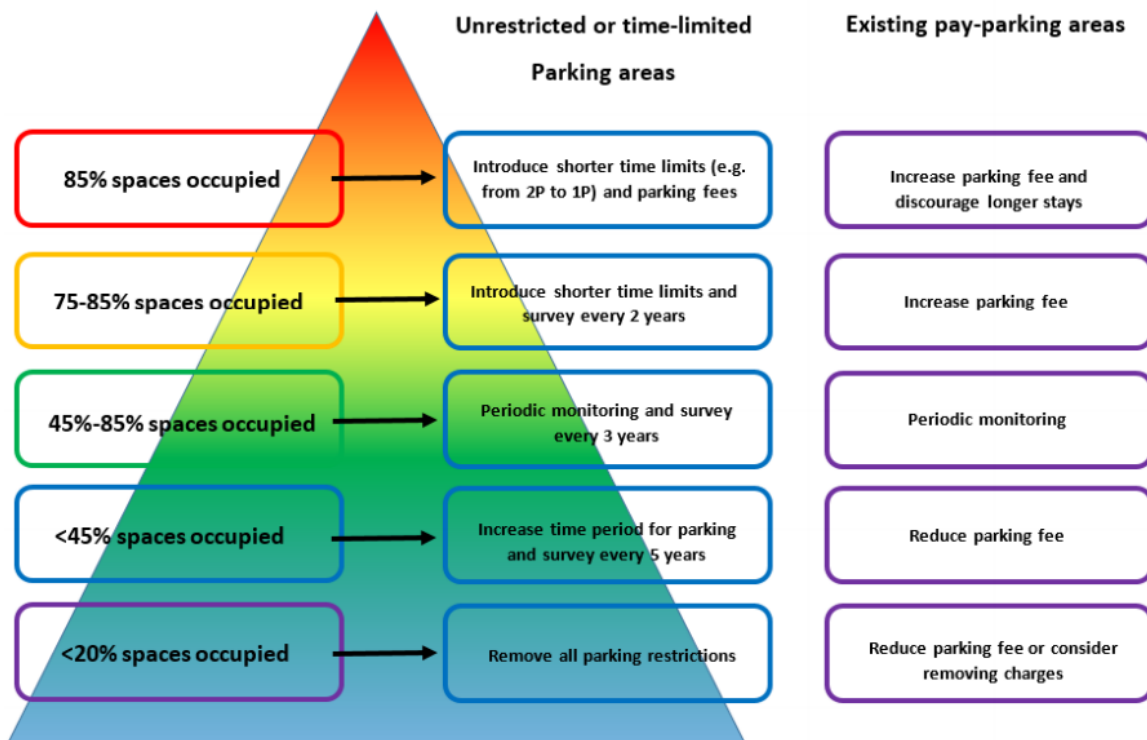 Unrestricted or time-limited
Parking areas
Existing pay-parking areas
85% spaces occupied
Introduce shorter time limits (e.g.
from 2P to 1P) and parking fees
Increase parking fee and
discourage longer stays
75-85% spaces occupied
Introduce shorter time limits and
survey every 2 years
Increase parking fee
45%-85% spaces occupied
Periodic monitoring and survey
every 3 years
Periodic monitoring
<45% spaces occupied
Increase time period for parking
and survey every 5 years
Reduce parking fee
<20% spaces occupied
Remove all parking restrictions
Reduce parking fee or consider
removing charges